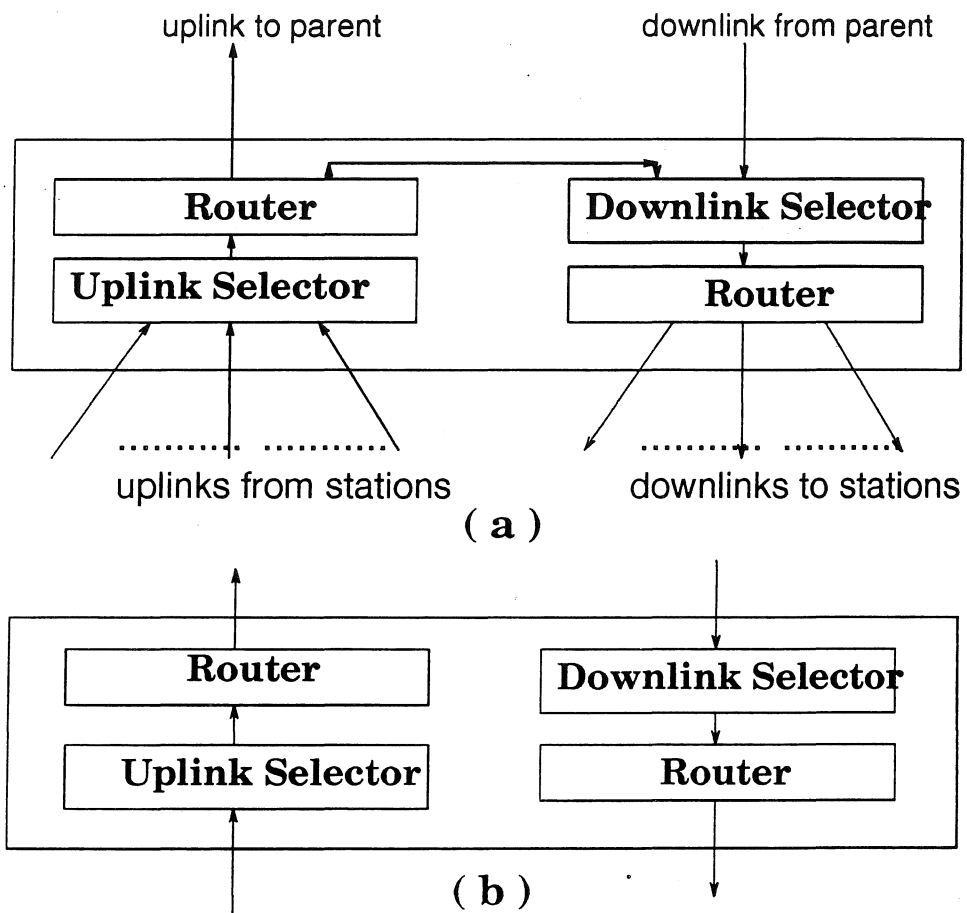 uplink to parent
downlink from parent
Router
Downlink Selector
Uplink Selector
Router
uplinks from stations
downlinks to stations
( a )
Router
Downlink Selector
Uplink Selector
Router
( b )